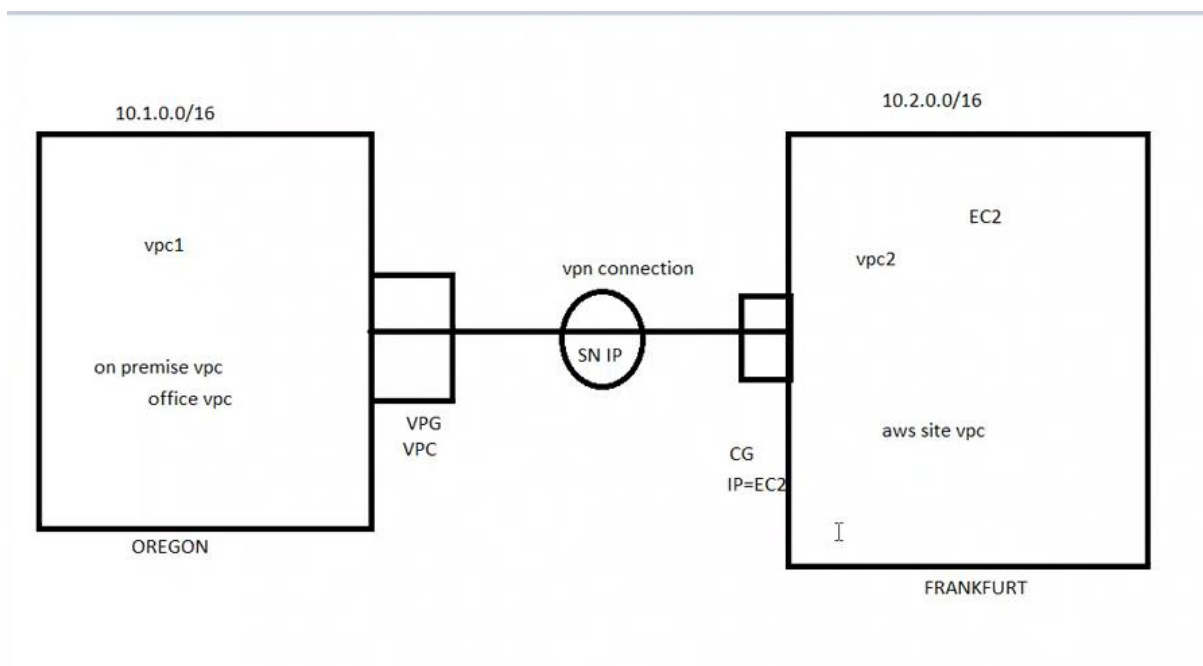 10.1.0.0/16
vpc1
on premise vpc
office vpc
OREGON
VPG
VPC
vpn connection
SN IP
CG
IP=EC2
10.2.0.0/16
EC2
vpc2
aws site vpc
FRANKFURT